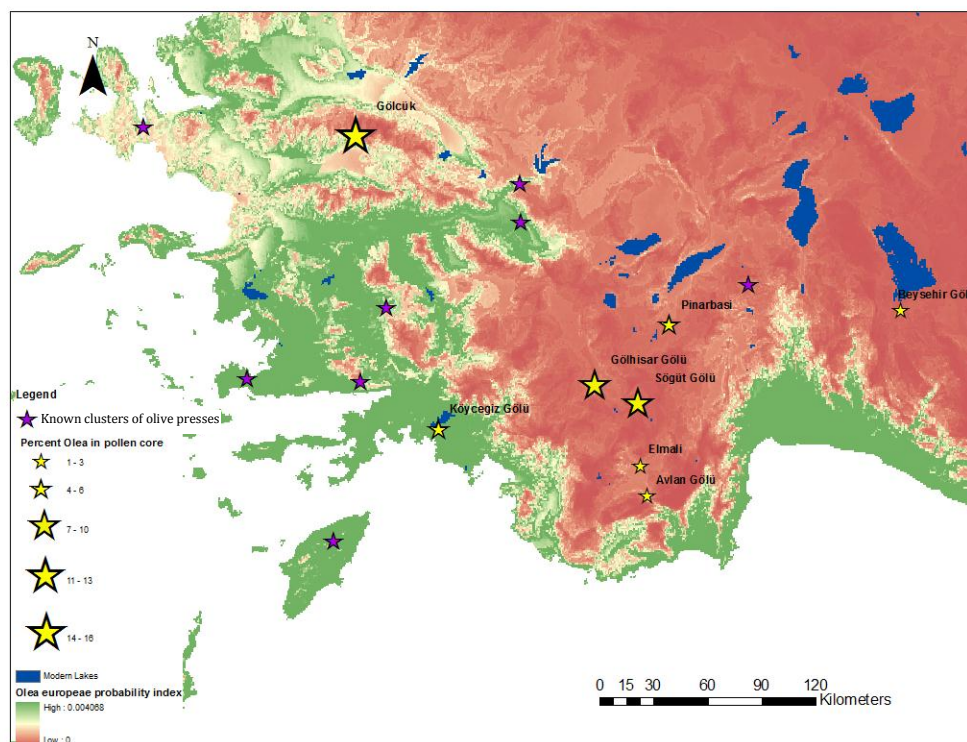 N
Gölcük
Pinarbasi
Beysehir Göl
Gölhisar Gölü
Sögüt Gölü
Köycegiz Gölü
Elmali
Avlan Gölü
Legend
Known clusters of olive presses
Percent Olea in pollen core
1 - 3
4 - 6
7 - 10
11 - 13
14 - 16
Modern Lakes
Olea europeae probability index
High : 0.004068
Low : 0
0 15 30 60 90 120
Kilometers